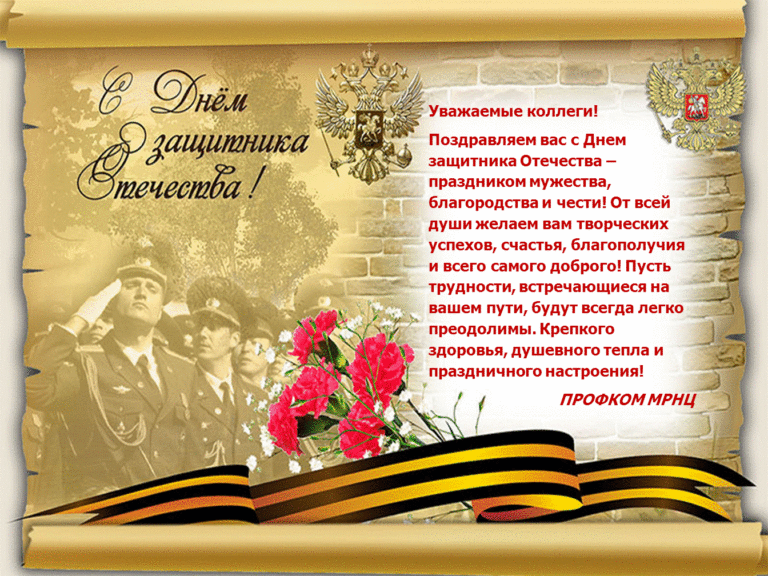 С Днём
защитника
Отечества!
Уважаемые коллеги!
Поздравляем вас с Днем
защитника Отечества –
праздником мужества,
благородства и чести! От всей
души желаем вам творческих
успехов, счастья, благополучия
и всего самого доброго! Пусть
трудности, встречающиеся на
вашем пути, будут всегда легко
преодолимы. Крепкого
здоровья, душевного тепла и
праздничного настроения!
ПРОФКОМ МРНЦ